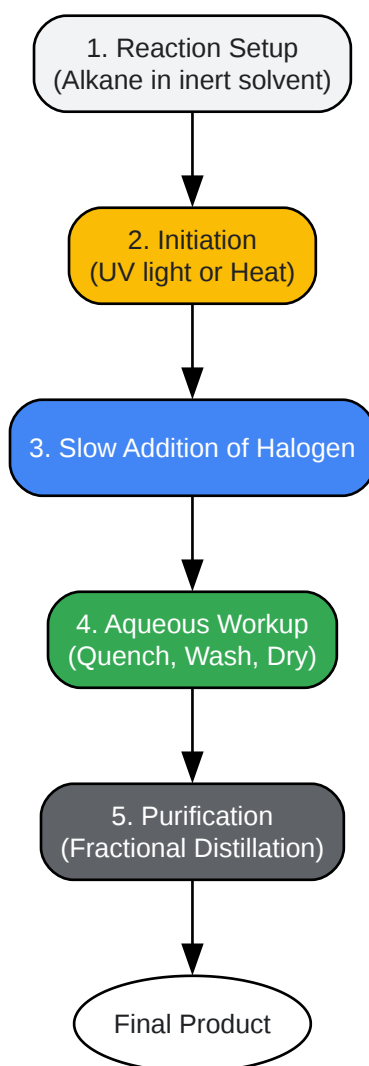 1. Reaction Setup
(Alkane in inert solvent)
2. Initiation
(UV light or Heat)
3. Slow Addition of Halogen
4. Aqueous Workup
(Quench, Wash, Dry)
5. Purification
(Fractional Distillation)
Final Product